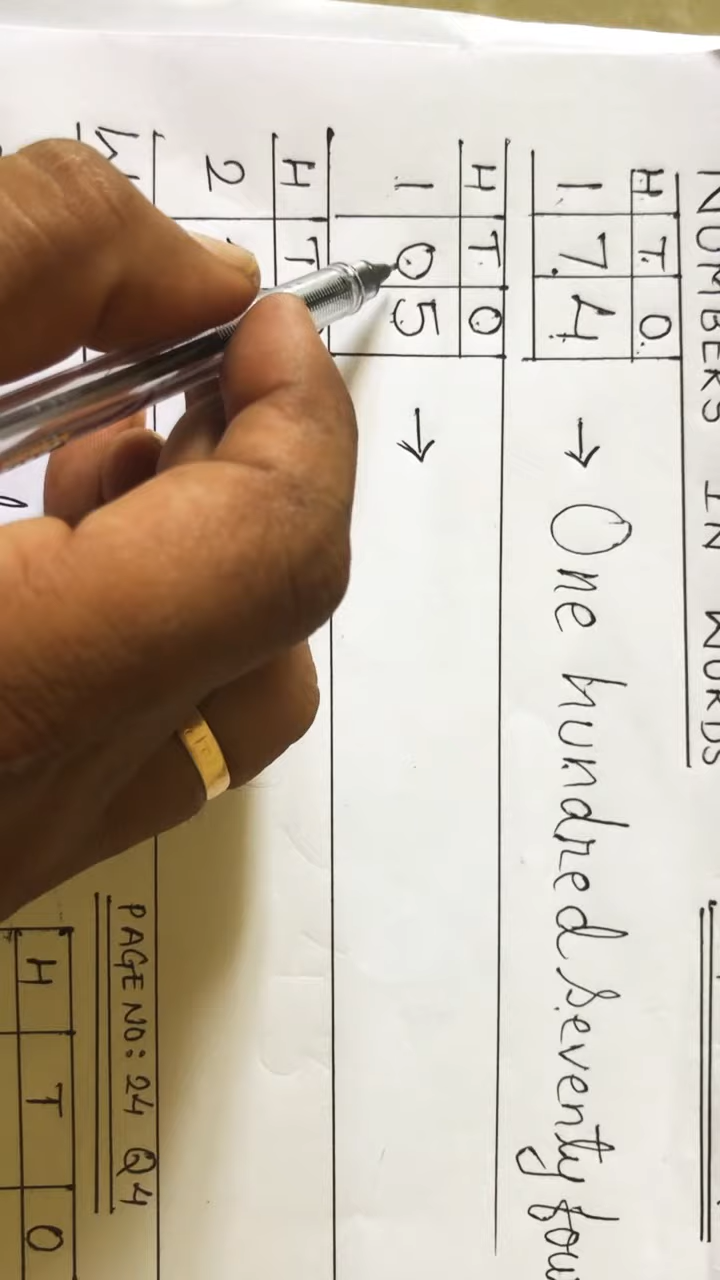 NUMBERS IN WORDS
H T O
1 7 4 → One hundred Seventy fou
H T O
1 0 5 →
H T
2
PAGE NO: 24 Q4
H T O